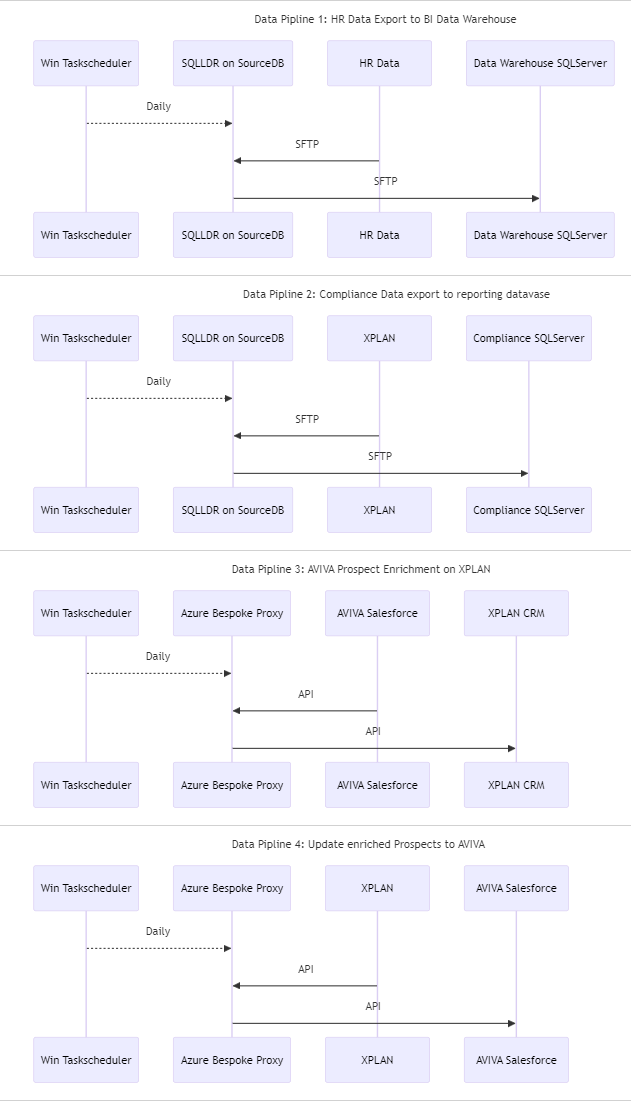 Data Pipline 1: HR Data Export to BI Data Warehouse
Win Taskscheduler SQLLDR on SourceDB HR Data Data Warehouse SQLServer
Daily
SFTP
SFTP
Win Taskscheduler SQLLDR on SourceDB HR Data Data Warehouse SQLServer
Data Pipline 2: Compliance Data export to reporting datavase
Win Taskscheduler SQLLDR on SourceDB XPLAN Compliance SQLServer
Daily
SFTP
SFTP
Win Taskscheduler SQLLDR on SourceDB XPLAN Compliance SQLServer
Data Pipline 3: AVIVA Prospect Enrichment on XPLAN
Win Taskscheduler Azure Bespoke Proxy AVIVA Salesforce XPLAN CRM
Daily
API
API
Win Taskscheduler Azure Bespoke Proxy AVIVA Salesforce XPLAN CRM
Data Pipline 4: Update enriched Prospects to AVIVA
Win Taskscheduler Azure Bespoke Proxy XPLAN AVIVA Salesforce
Daily
API
API
Win Taskscheduler Azure Bespoke Proxy XPLAN AVIVA Salesforce